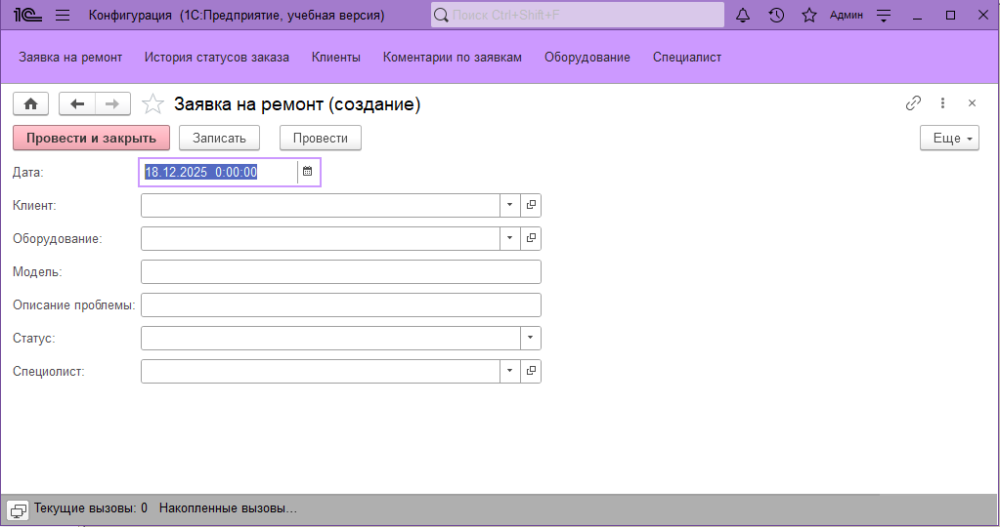 1С Конфигурация (1С:Предприятие, учебная версия) Поиск Ctrl+Shift+F Админ
Заявка на ремонт История статусов заказа Клиенты Коментарии по заявкам Оборудование Специалист
Заявка на ремонт (создание)
Провести и закрыть Записать Провести Еще
Дата: 18.12.2025 0:00:00
Клиент:
Оборудование:
Модель:
Описание проблемы:
Статус:
Специолист:
Текущие вызовы: 0 Накопленные вызовы...